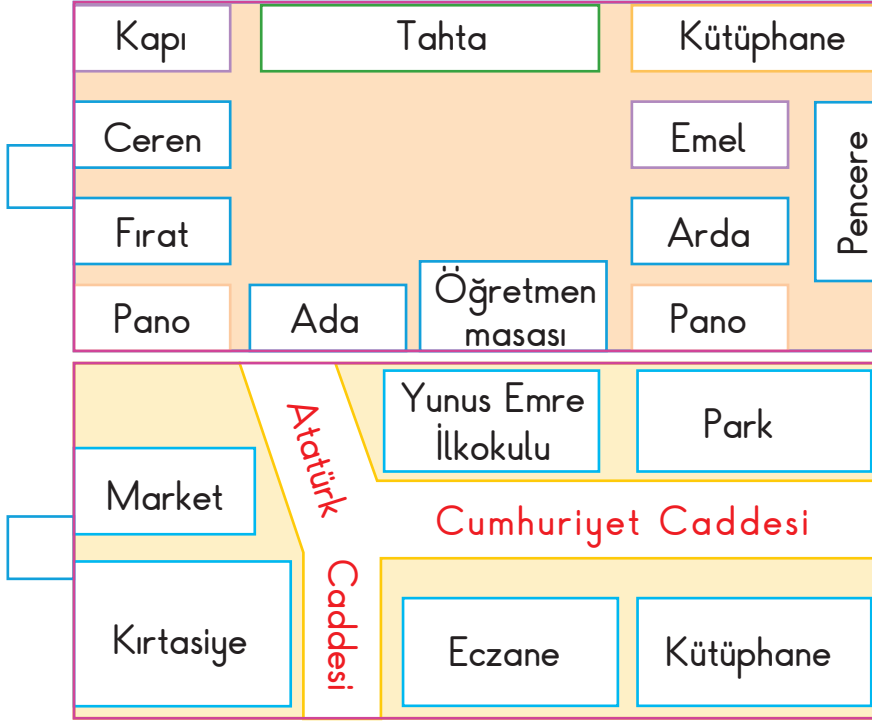 Kapı
Tahta
Kütüphane
Ceren
Emel
Pencere
Fırat
Arda
Pano
Ada
Öğretmen
masası
Pano
Yunus Emre
İlkokulu
Park
Atatürk
Caddesi
Market
Cumhuriyet Caddesi
Kırtasiye
Eczane
Kütüphane